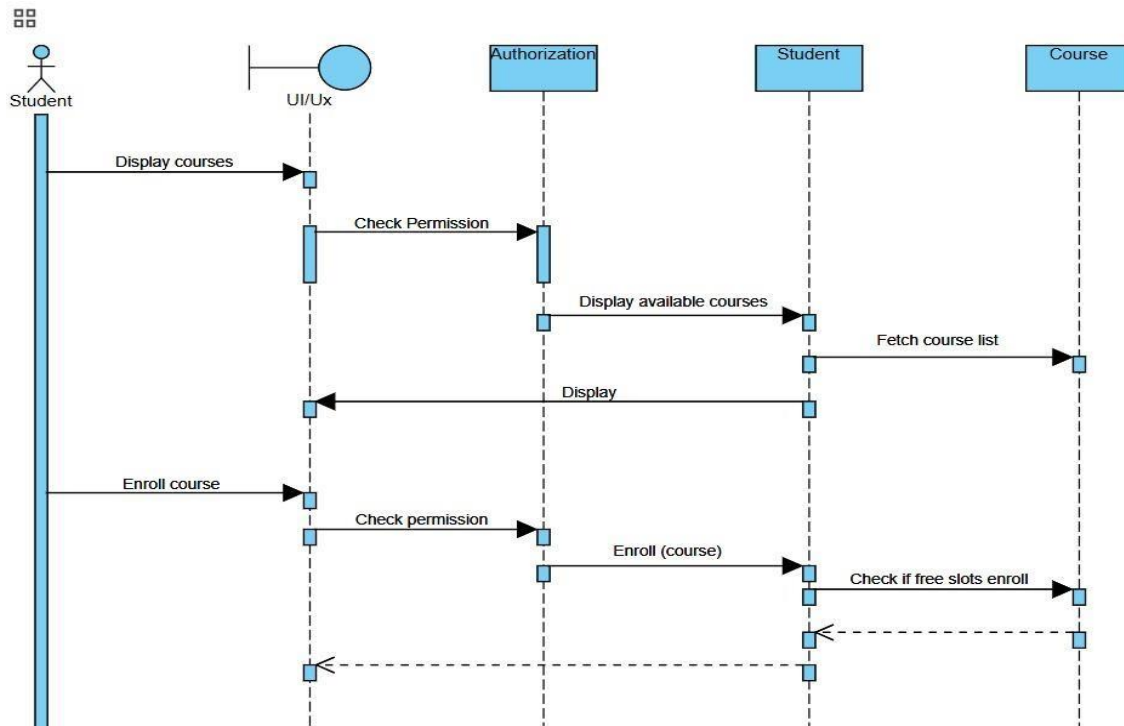 Authorization
Student
Course
Student
UI/Ux
Display courses
Check Permission
Display available courses
Fetch course list
Display
Enroll course
Check permission
Enroll (course)
Check if free slots enroll